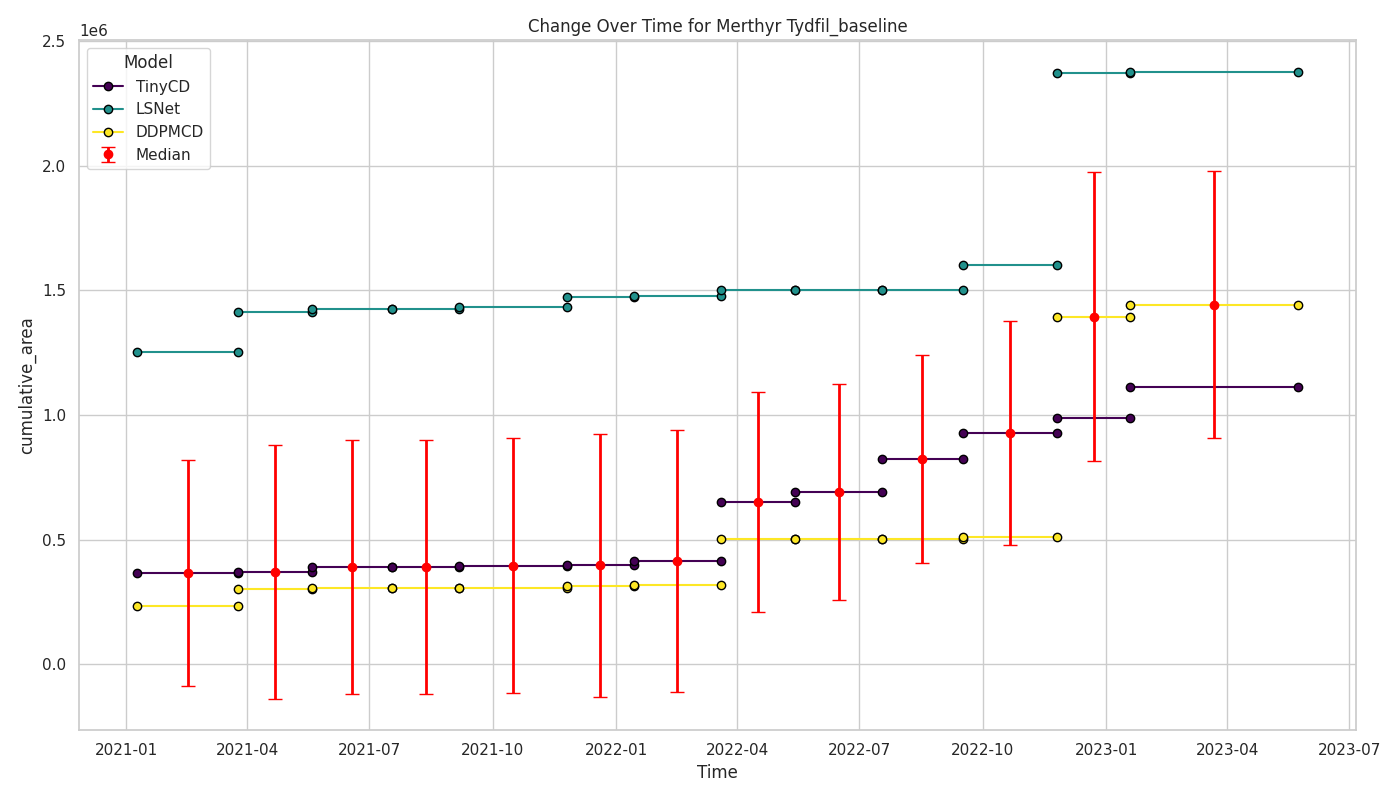 Change Over Time for Merthyr Tydfil_baseline
1e6
2.5
2.0
1.5
1.0
0.5
0.0
cumulative_area
Model
TinyCD
LSNet
DDPMCD
Median
2021-01
2021-04
2021-07
2021-10
2022-01
2022-04
2022-07
2022-10
2023-01
2023-04
2023-07
Time